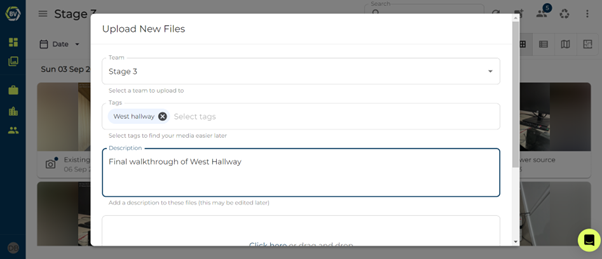 BV
Stage 3
Search
5
Upload New Files
Date
Team
Stage 3
Select a team to upload to
Sun 03 Sep 2
Tags
West hallway
Select tags
Select tags to find your media easier later
Description
Final walkthrough of West Hallway
Existing
06 Sep 2
wer source
Add a description to these files (this may be edited later)
Click here or drag and drop